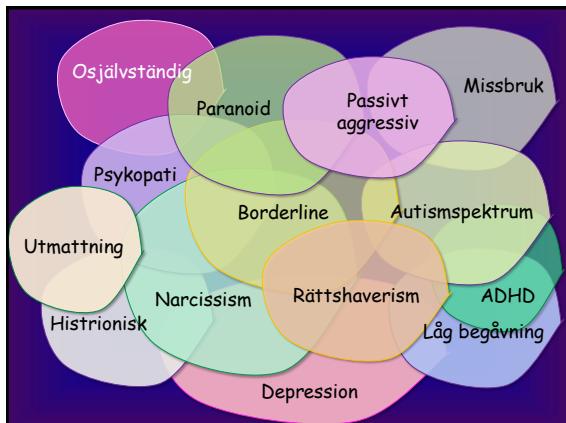 Osjälvständig
Missbruk
Paranoid
Passivt
aggressiv
Psykopati
Borderline
Autismspektrum
Utmattning
Narcissism
Rättshaverism
ADHD
Histrionisk
Låg begåvning
Depression